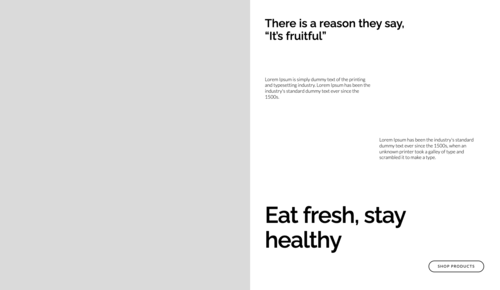 There is a reason they say,
“It’s fruitful”
Lorem Ipsum is simply dummy text of the printing
and typesetting industry. Lorem Ipsum has been the
industry's standard dummy text ever since the
1500s.
Lorem Ipsum has been the industry's standard
dummy text ever since the 1500s, when an
unknown printer took a galley of type and
scrambled it to make a type.
Eat fresh, stay
healthy
SHOP PRODUCTS